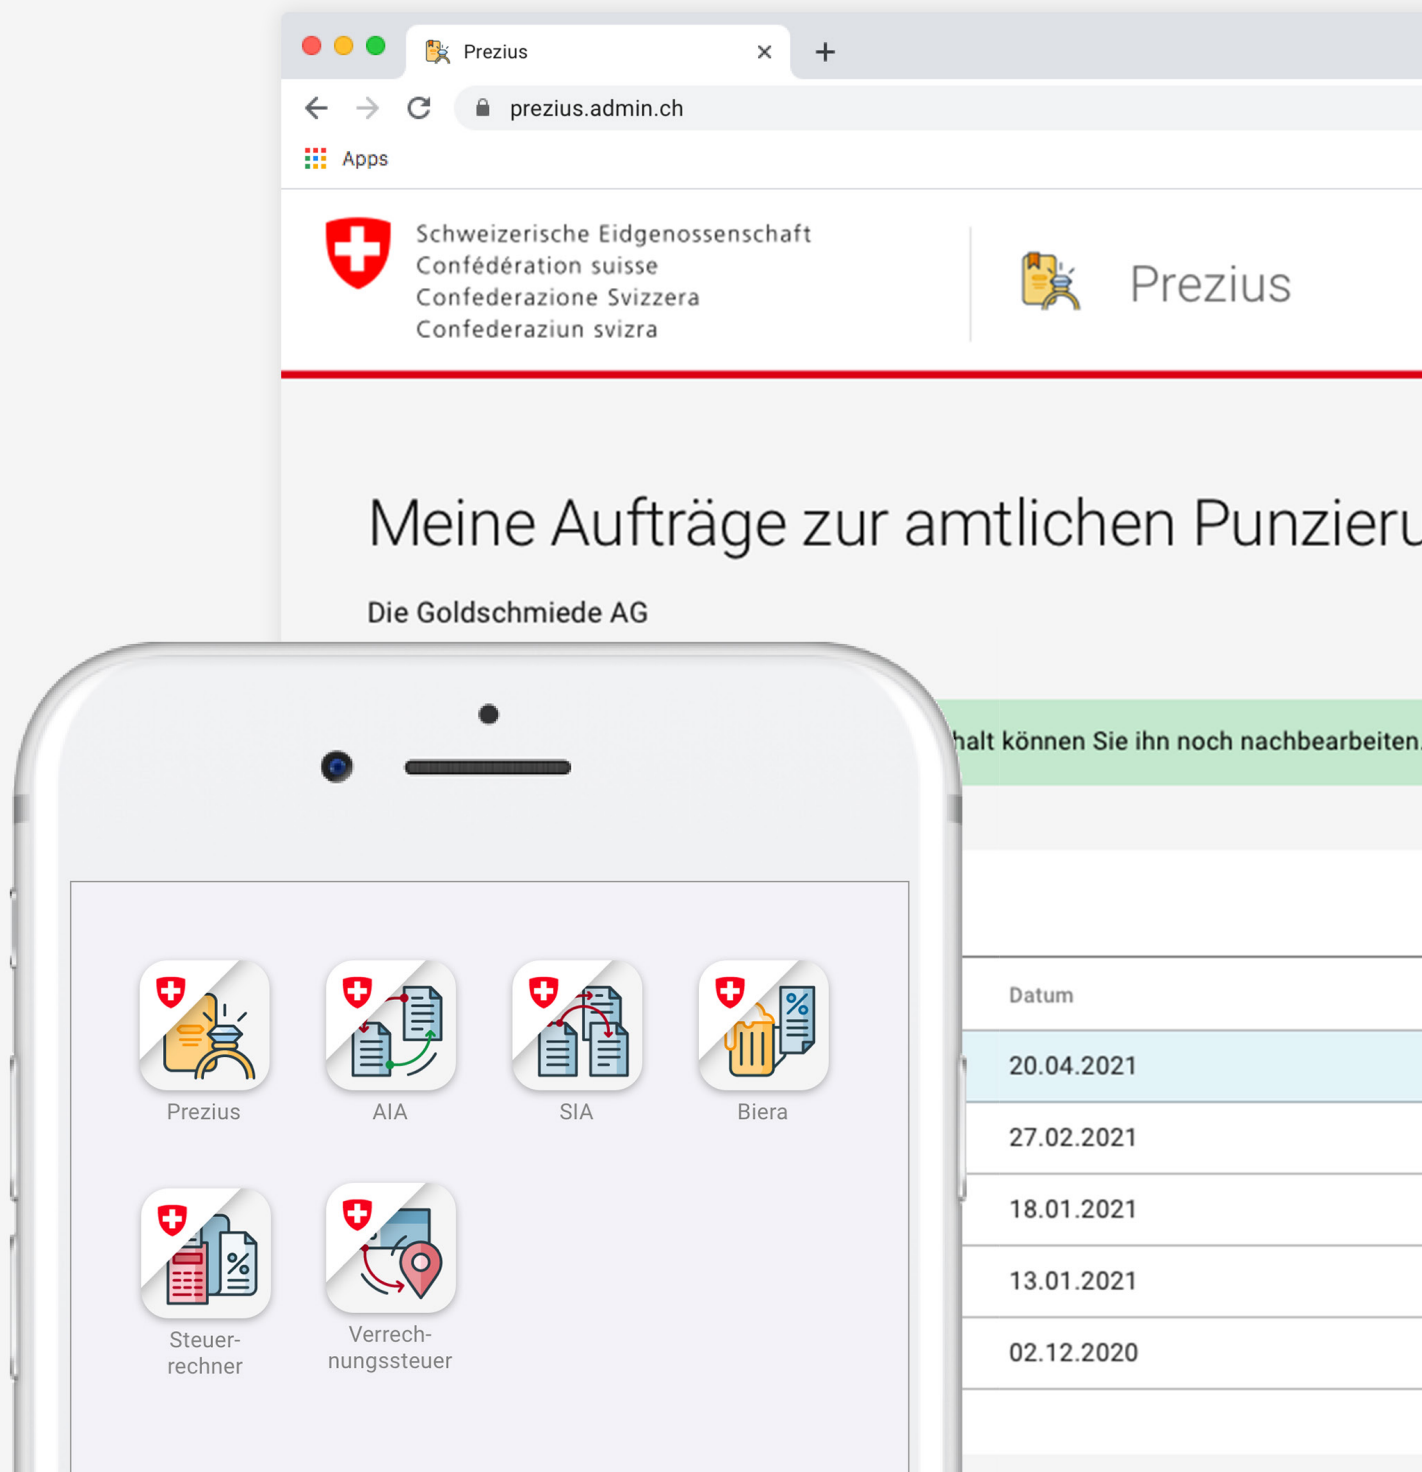 Prezius
prezius.admin.ch
Apps
Schweizerische Eidgenossenschaft
Confédération suisse
Confederazione Svizzera
Confederaziun svizra
Prezius
Meine Aufträge zur amtlichen Punzieru
Die Goldschmiede AG
halt können Sie ihn noch nachbearbeiten.
Datum
20.04.2021
27.02.2021
18.01.2021
13.01.2021
02.12.2020
Prezius
AIA
SIA
Biera
Steuer-
rechner
Verrech-
nungssteuer